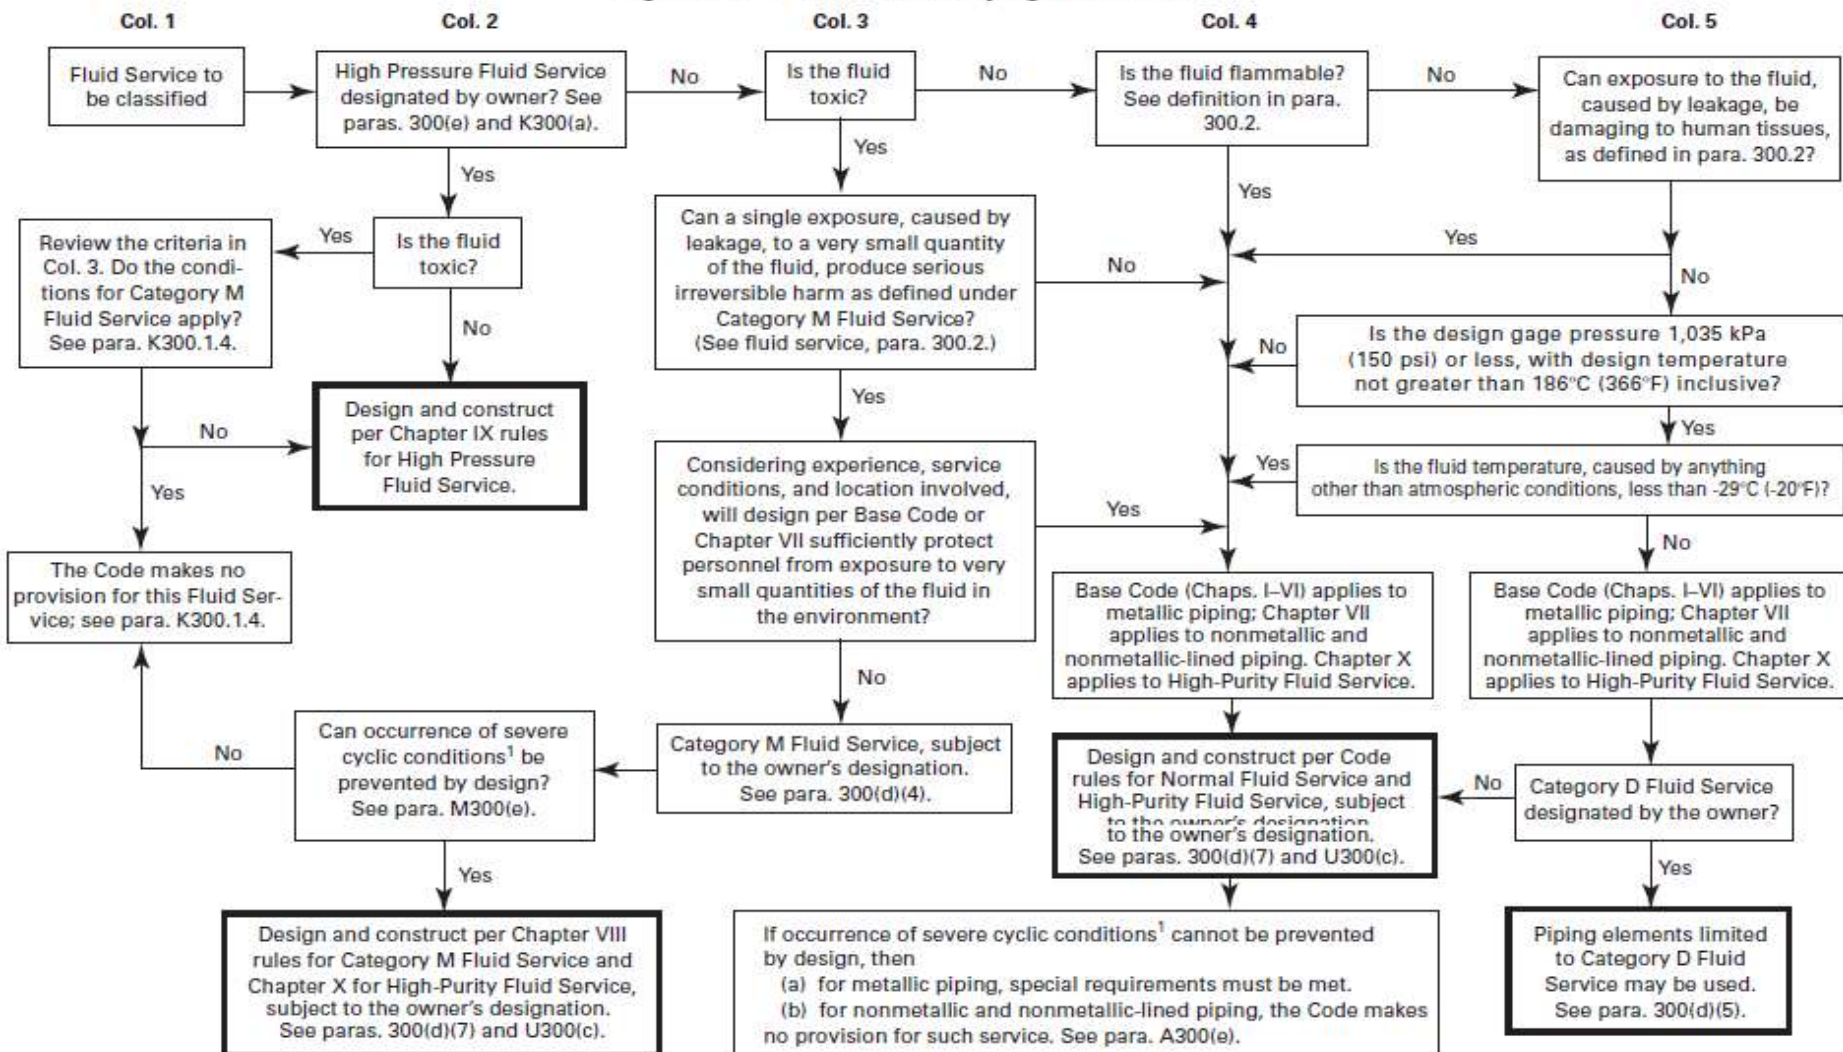 Col. 1
Col. 2
Col. 3
Col. 4
Col. 5
Fluid Service to
be classified
High Pressure Fluid Service
designated by owner? See
paras. 300(e) and K300(a).
No
Is the fluid
toxic?
No
Is the fluid flammable?
See definition in para.
300.2.
No
Can exposure to the fluid,
caused by leakage, be
damaging to human tissues,
as defined in para. 300.2?
Yes
Yes
Yes
Review the criteria in
Col. 3. Do the condi-
tions for Category M
Fluid Service apply?
See para. K300.1.4.
Yes
Is the fluid
toxic?
Can a single exposure, caused by
leakage, to a very small quantity
of the fluid, produce serious
irreversible harm as defined under
Category M Fluid Service?
(See fluid service, para. 300.2.)
No
Yes
No
No
Is the design gage pressure 1,035 kPa
(150 psi) or less, with design temperature
not greater than 186°C (366°F) inclusive?
No
Yes
Yes
No
Design and construct
per Chapter IX rules
for High Pressure
Fluid Service.
Yes
Considering experience, service
conditions, and location involved,
will design per Base Code or
Chapter VII sufficiently protect
personnel from exposure to very
small quantities of the fluid in
the environment?
Yes
Yes
Is the fluid temperature, caused by anything
other than atmospheric conditions, less than -29°C (-20°F)?
No
The Code makes no
provision for this Fluid Ser-
vice; see para. K300.1.4.
Base Code (Chaps. I–VI) applies to
metallic piping; Chapter VII
applies to nonmetallic and
nonmetallic-lined piping. Chapter X
applies to High-Purity Fluid Service.
Base Code (Chaps. I–VI) applies to
metallic piping; Chapter VII
applies to nonmetallic and
nonmetallic-lined piping. Chapter X
applies to High-Purity Fluid Service.
No
No
Can occurrence of severe
cyclic conditions¹ be
prevented by design?
See para. M300(e).
Category M Fluid Service, subject
to the owner's designation.
See para. 300(d)(4).
Design and construct per Code
rules for Normal Fluid Service and
High-Purity Fluid Service, subject
to the owner's designation
to the owner's designation.
See paras. 300(d)(7) and U300(c).
No
Category D Fluid Service
designated by the owner?
Yes
Yes
Design and construct per Chapter VIII
rules for Category M Fluid Service and
Chapter X for High-Purity Fluid Service,
subject to the owner's designation.
See paras. 300(d)(7) and U300(c).
If occurrence of severe cyclic conditions¹ cannot be prevented
by design, then
(a) for metallic piping, special requirements must be met.
(b) for nonmetallic and nonmetallic-lined piping, the Code makes
no provision for such service. See para. A300(e).
Piping elements limited
to Category D Fluid
Service may be used.
See para. 300(d)(5).